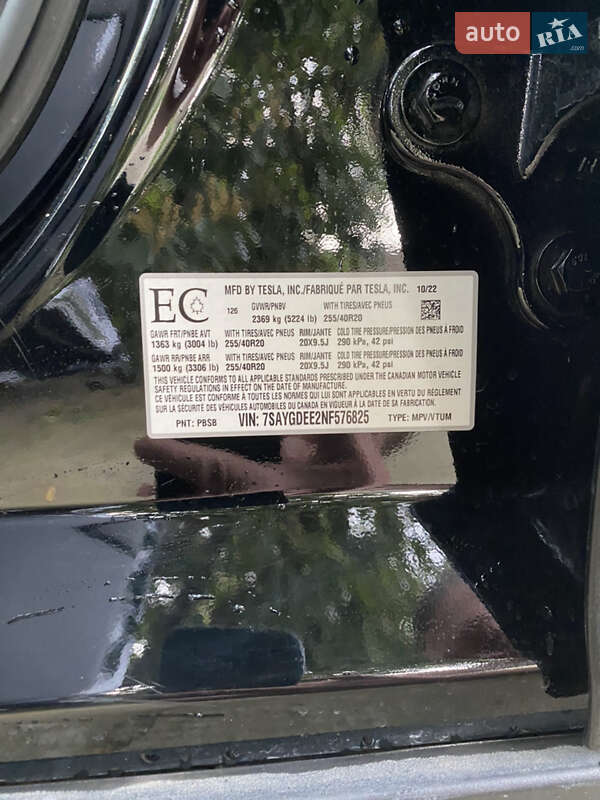 auto RIA .com
EC
MFD BY TESLA, INC./FABRIQUÉ PAR TESLA, INC. 10/22
126 GVWR/PNBV WITH TIRES/AVEC PNEUS
2369 kg (5224 lb) 255/40R20
GAWR FRT/PNBE AVT WITH TIRES/AVEC PNEUS RIM/JANTE COLD TIRE PRESSURE/PRESSION DES PNEUS À FROID
1363 kg (3004 lb) 255/40R20 20X9.5J 290 kPa, 42 psi
GAWR RR/PNBE ARR WITH TIRES/AVEC PNEUS RIM/JANTE COLD TIRE PRESSURE/PRESSION DES PNEUS À FROID
1500 kg (3306 lb) 255/40R20 20X9.5J 290 kPa, 42 psi
THIS VEHICLE CONFORMS TO ALL APPLICABLE STANDARDS PRESCRIBED UNDER THE CANADIAN MOTOR VEHICLE
SAFETY REGULATIONS IN EFFECT ON THE DATE OF MANUFACTURE.
CE VÉHICULE EST CONFORME À TOUTES LES NORMES QUI LUI SONT APPLICABLES EN VERTU DU RÈGLEMENT
SUR LA SÉCURITÉ DES VÉHICULES AUTOMOBILES DU CANADA EN VIGUEUR À LA DATE DE SA FABRICATION.
PNT: PBSB VIN: 7SAYGDEE2NF576825 TYPE: MPV/VTUM